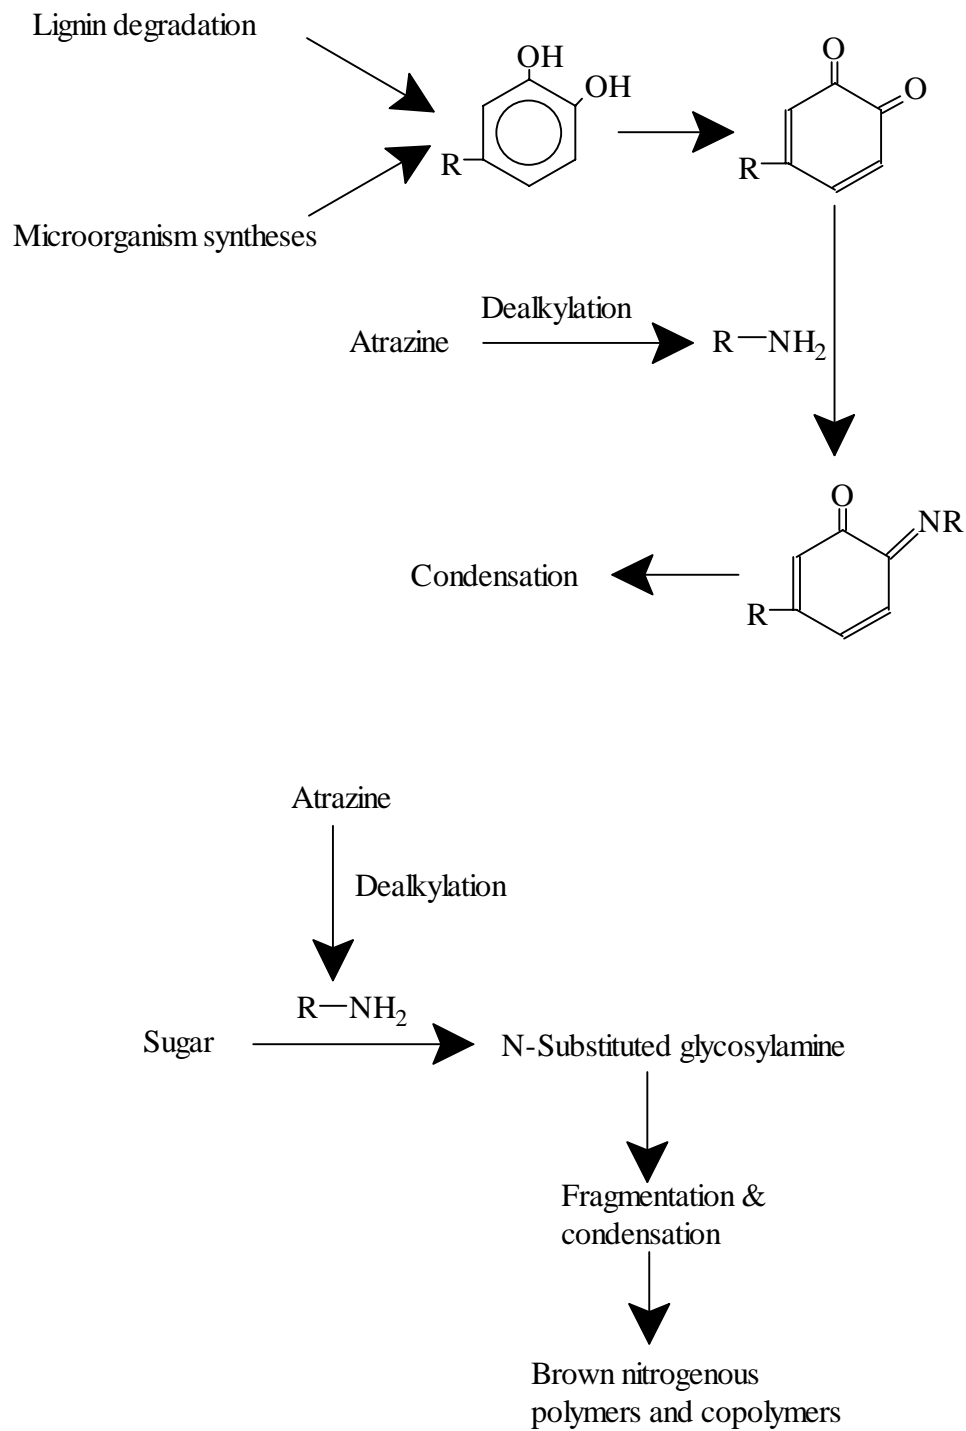 Lignin degradation
OH
OH
R
O
O
R
Microorganism syntheses
Dealkylation
Atrazine
R—NH2
O
NR
Condensation
R
Atrazine
Dealkylation
R—NH2
Sugar
N-Substituted glycosylamine
Fragmentation &
condensation
Brown nitrogenous
polymers and copolymers